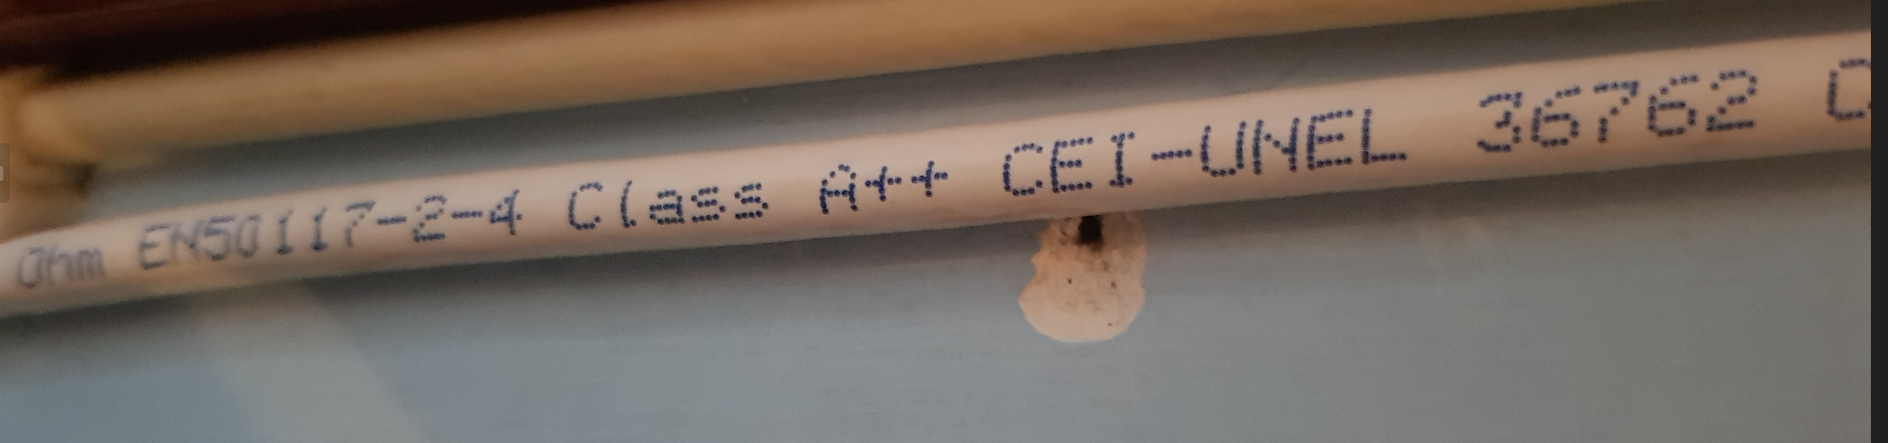 Ohm EN50117-2-4 Class A++ CEI-UNEL 36762